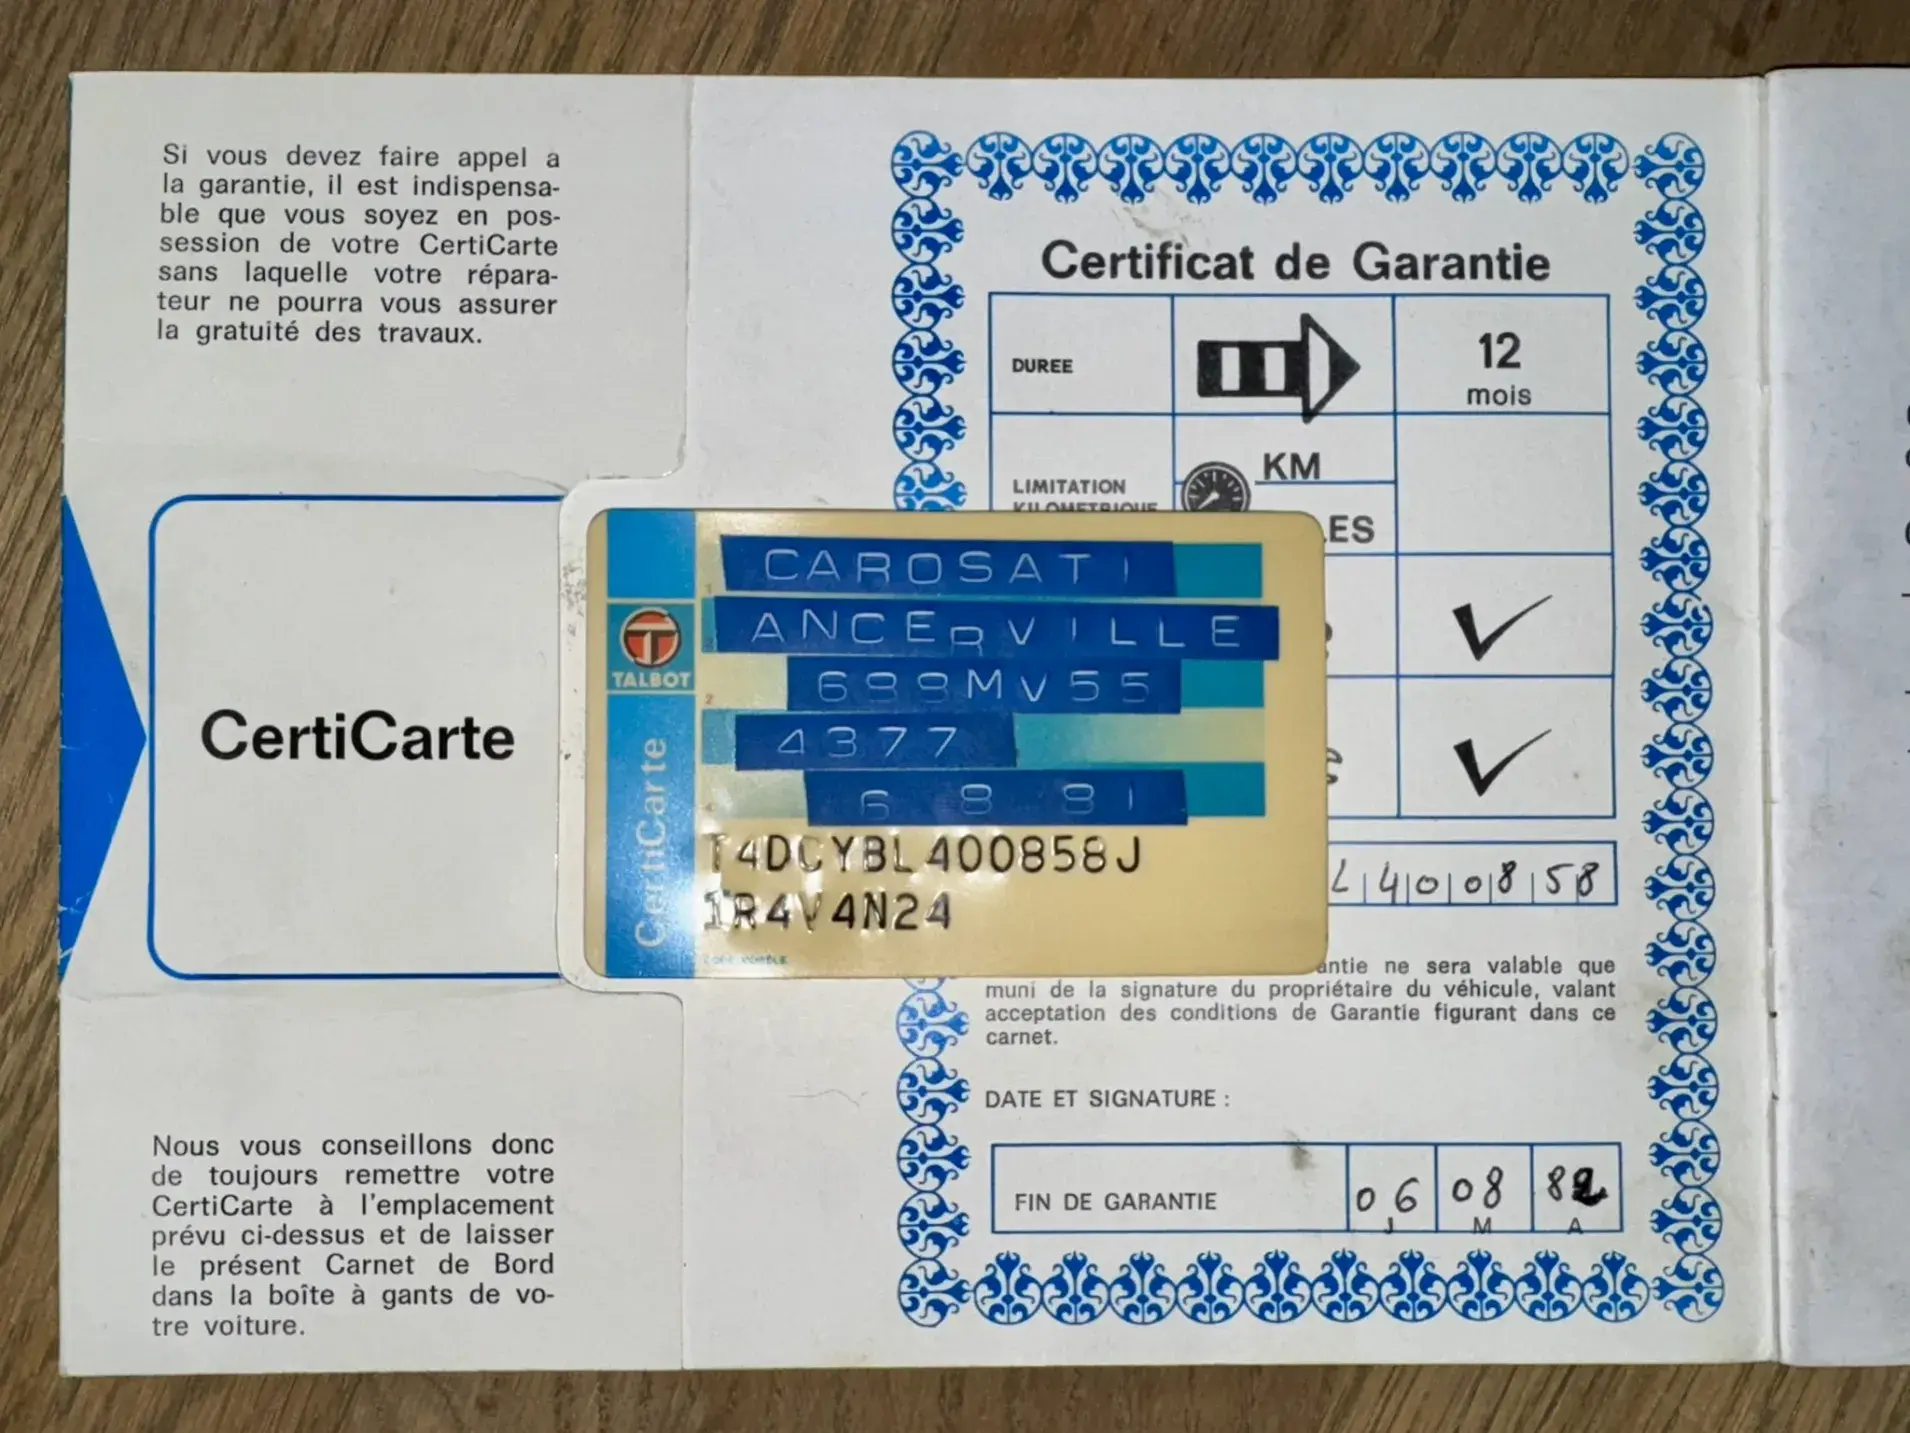 Si vous devez faire appel a
la garantie, il est indispensa-
ble que vous soyez en pos-
session de votre CertiCarte
sans laquelle votre répara-
teur ne pourra vous assurer
la gratuité des travaux.
CertiCarte
Nous vous conseillons donc
de toujours remettre votre
CertiCarte à l'emplacement
prévu ci-dessus et de laisser
le présent Carnet de Bord
dans la boîte à gants de vo-
tre voiture.
CAROSATI
ANCERVILLE
689MV55
4377
6 8 81
T4DCYBL400858J
1R4V4N24
TALBOT
CertiCarte
Certificat de Garantie
DUREE
12
mois
LIMITATION
KILOMETRIQUE
KM
LES
L400858
antie ne sera valable que
muni de la signature du propriétaire du véhicule, valant
acceptation des conditions de Garantie figurant dans ce
carnet.
DATE ET SIGNATURE :
FIN DE GARANTIE
06 08 82
J M A